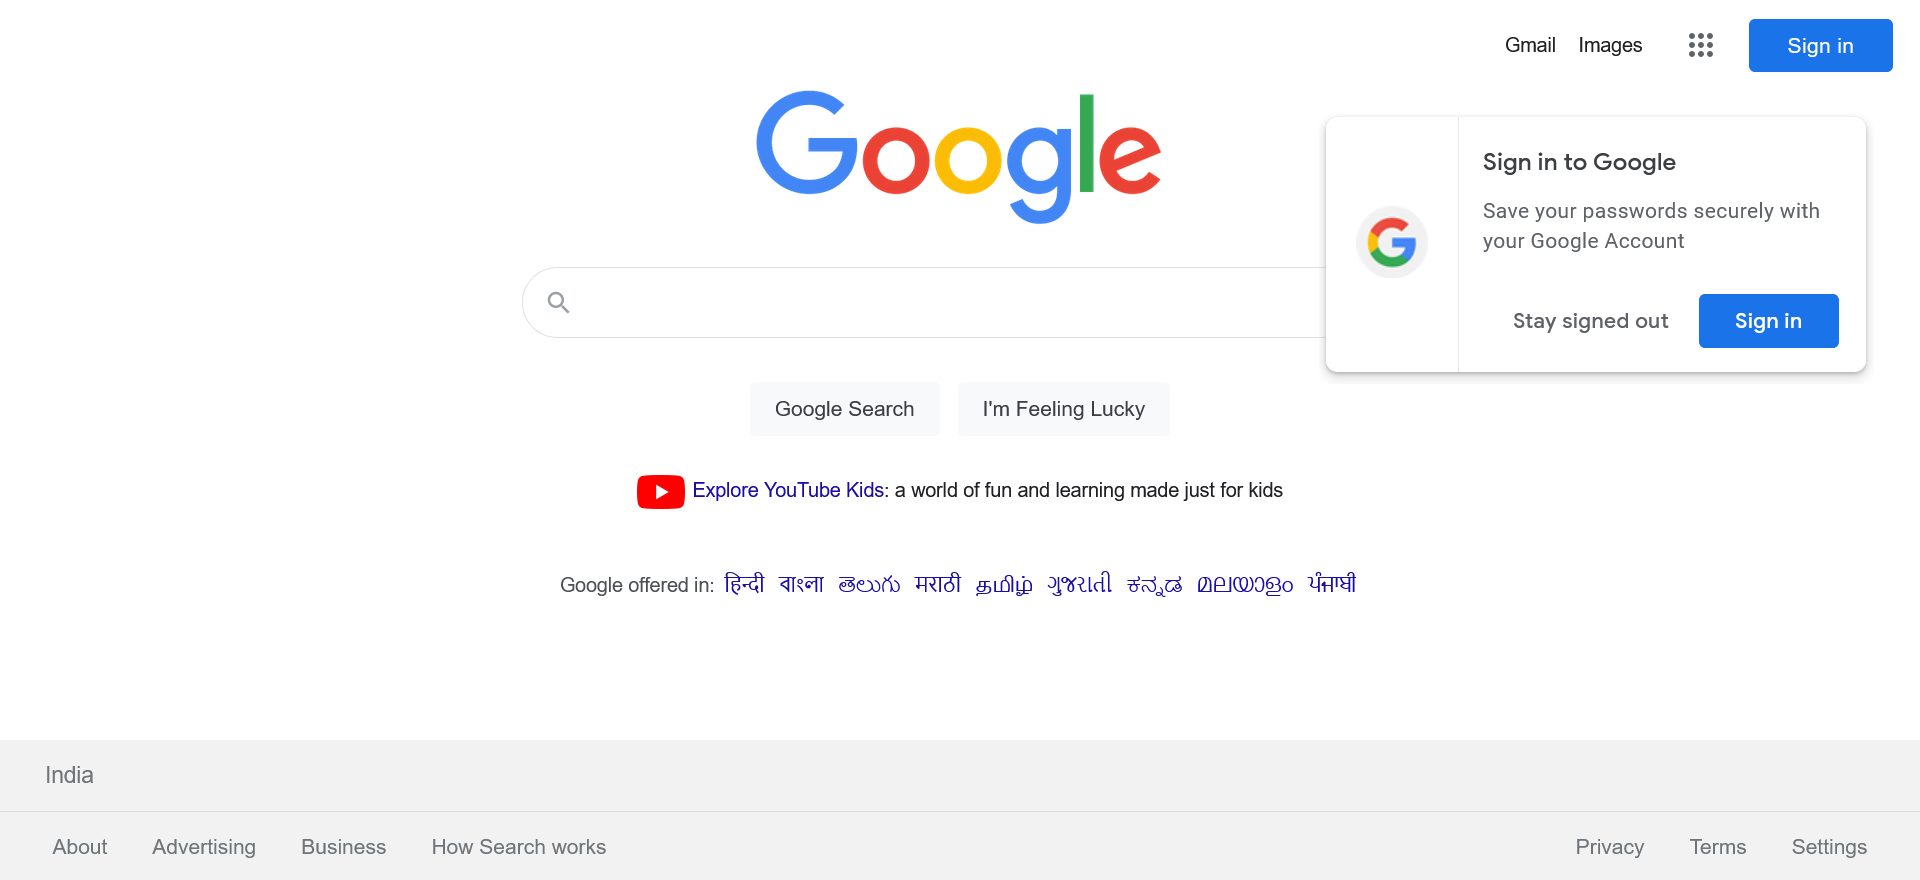 Gmail Images Sign in
Google
Sign in to Google
Save your passwords securely with
your Google Account
Stay signed out Sign in
Google Search I'm Feeling Lucky
Explore YouTube Kids: a world of fun and learning made just for kids
Google offered in: हिन्दी বাংলা తెలుగు मराठी தமிழ் ગુજરાતી ಕನ್ನಡ മലയാളം ਪੰਜਾਬੀ
India
About Advertising Business How Search works Privacy Terms Settings